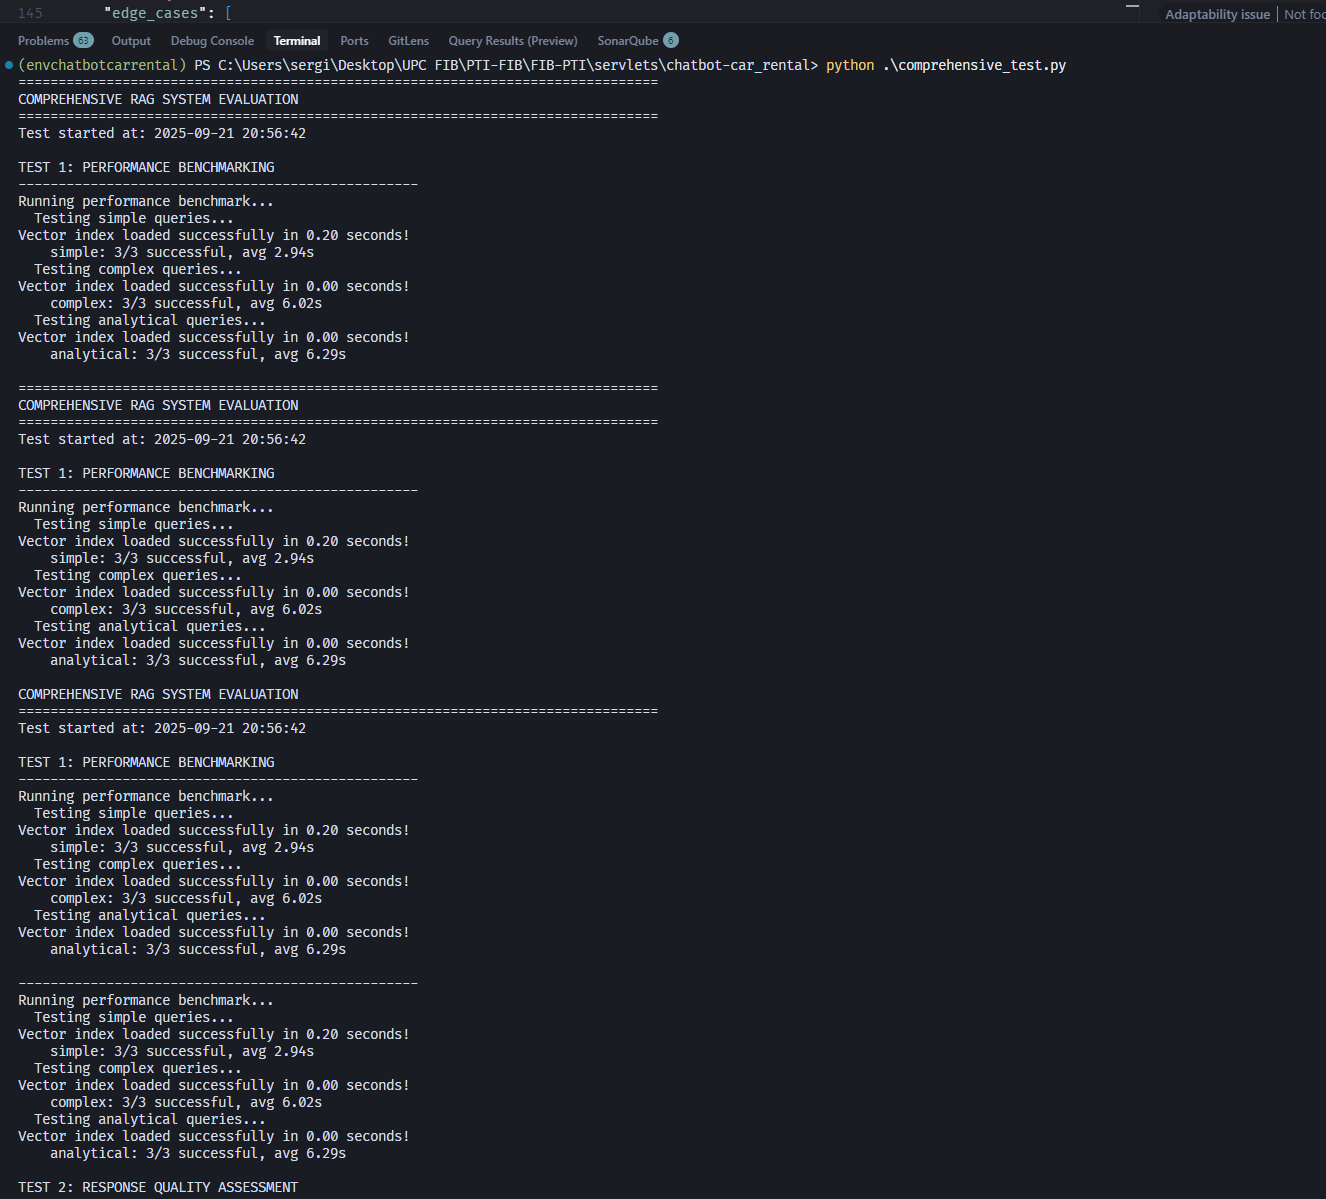 145 "edge_cases": [
Adaptability issue | Not foc
Problems 63 Output Debug Console Terminal Ports GitLens Query Results (Preview) SonarQube 6
(envchatbotcarrental) PS C:\Users\sergi\Desktop\UPC FIB\PTI-FIB\FIB-PTI\servlets\chatbot-car_rental> python .\comprehensive_test.py
================================================================================
COMPREHENSIVE RAG SYSTEM EVALUATION
================================================================================
Test started at: 2025-09-21 20:56:42
TEST 1: PERFORMANCE BENCHMARKING
--------------------------------------------------
Running performance benchmark...
  Testing simple queries...
Vector index loaded successfully in 0.20 seconds!
    simple: 3/3 successful, avg 2.94s
  Testing complex queries...
Vector index loaded successfully in 0.00 seconds!
    complex: 3/3 successful, avg 6.02s
  Testing analytical queries...
Vector index loaded successfully in 0.00 seconds!
    analytical: 3/3 successful, avg 6.29s
================================================================================
COMPREHENSIVE RAG SYSTEM EVALUATION
================================================================================
Test started at: 2025-09-21 20:56:42
TEST 1: PERFORMANCE BENCHMARKING
--------------------------------------------------
Running performance benchmark...
  Testing simple queries...
Vector index loaded successfully in 0.20 seconds!
    simple: 3/3 successful, avg 2.94s
  Testing complex queries...
Vector index loaded successfully in 0.00 seconds!
    complex: 3/3 successful, avg 6.02s
  Testing analytical queries...
Vector index loaded successfully in 0.00 seconds!
    analytical: 3/3 successful, avg 6.29s
COMPREHENSIVE RAG SYSTEM EVALUATION
================================================================================
Test started at: 2025-09-21 20:56:42
TEST 1: PERFORMANCE BENCHMARKING
--------------------------------------------------
Running performance benchmark...
  Testing simple queries...
Vector index loaded successfully in 0.20 seconds!
    simple: 3/3 successful, avg 2.94s
  Testing complex queries...
Vector index loaded successfully in 0.00 seconds!
    complex: 3/3 successful, avg 6.02s
  Testing analytical queries...
Vector index loaded successfully in 0.00 seconds!
    analytical: 3/3 successful, avg 6.29s
--------------------------------------------------
Running performance benchmark...
  Testing simple queries...
Vector index loaded successfully in 0.20 seconds!
    simple: 3/3 successful, avg 2.94s
  Testing complex queries...
Vector index loaded successfully in 0.00 seconds!
    complex: 3/3 successful, avg 6.02s
  Testing analytical queries...
Vector index loaded successfully in 0.00 seconds!
    analytical: 3/3 successful, avg 6.29s
TEST 2: RESPONSE QUALITY ASSESSMENT